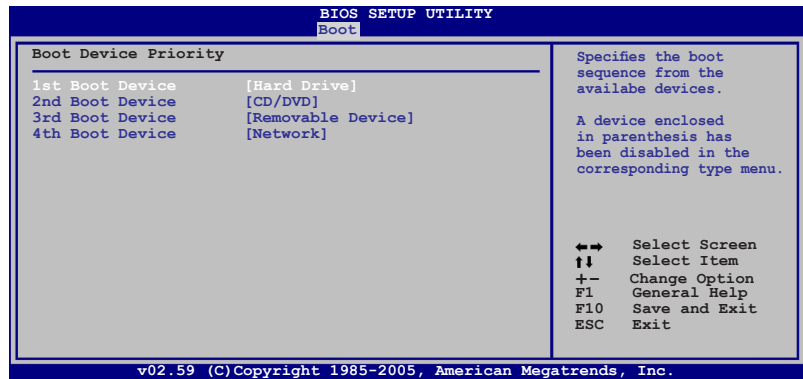 BIOS SETUP UTILITY
Boot
Boot Device Priority
1st Boot Device [Hard Drive]
2nd Boot Device [CD/DVD]
3rd Boot Device [Removable Device]
4th Boot Device [Network]
Specifies the boot
sequence from the
availabe devices.
A device enclosed
in parenthesis has
been disabled in the
corresponding type menu.
←→ Select Screen
↑↓ Select Item
+- Change Option
F1 General Help
F10 Save and Exit
ESC Exit
v02.59 (C)Copyright 1985-2005, American Megatrends, Inc.